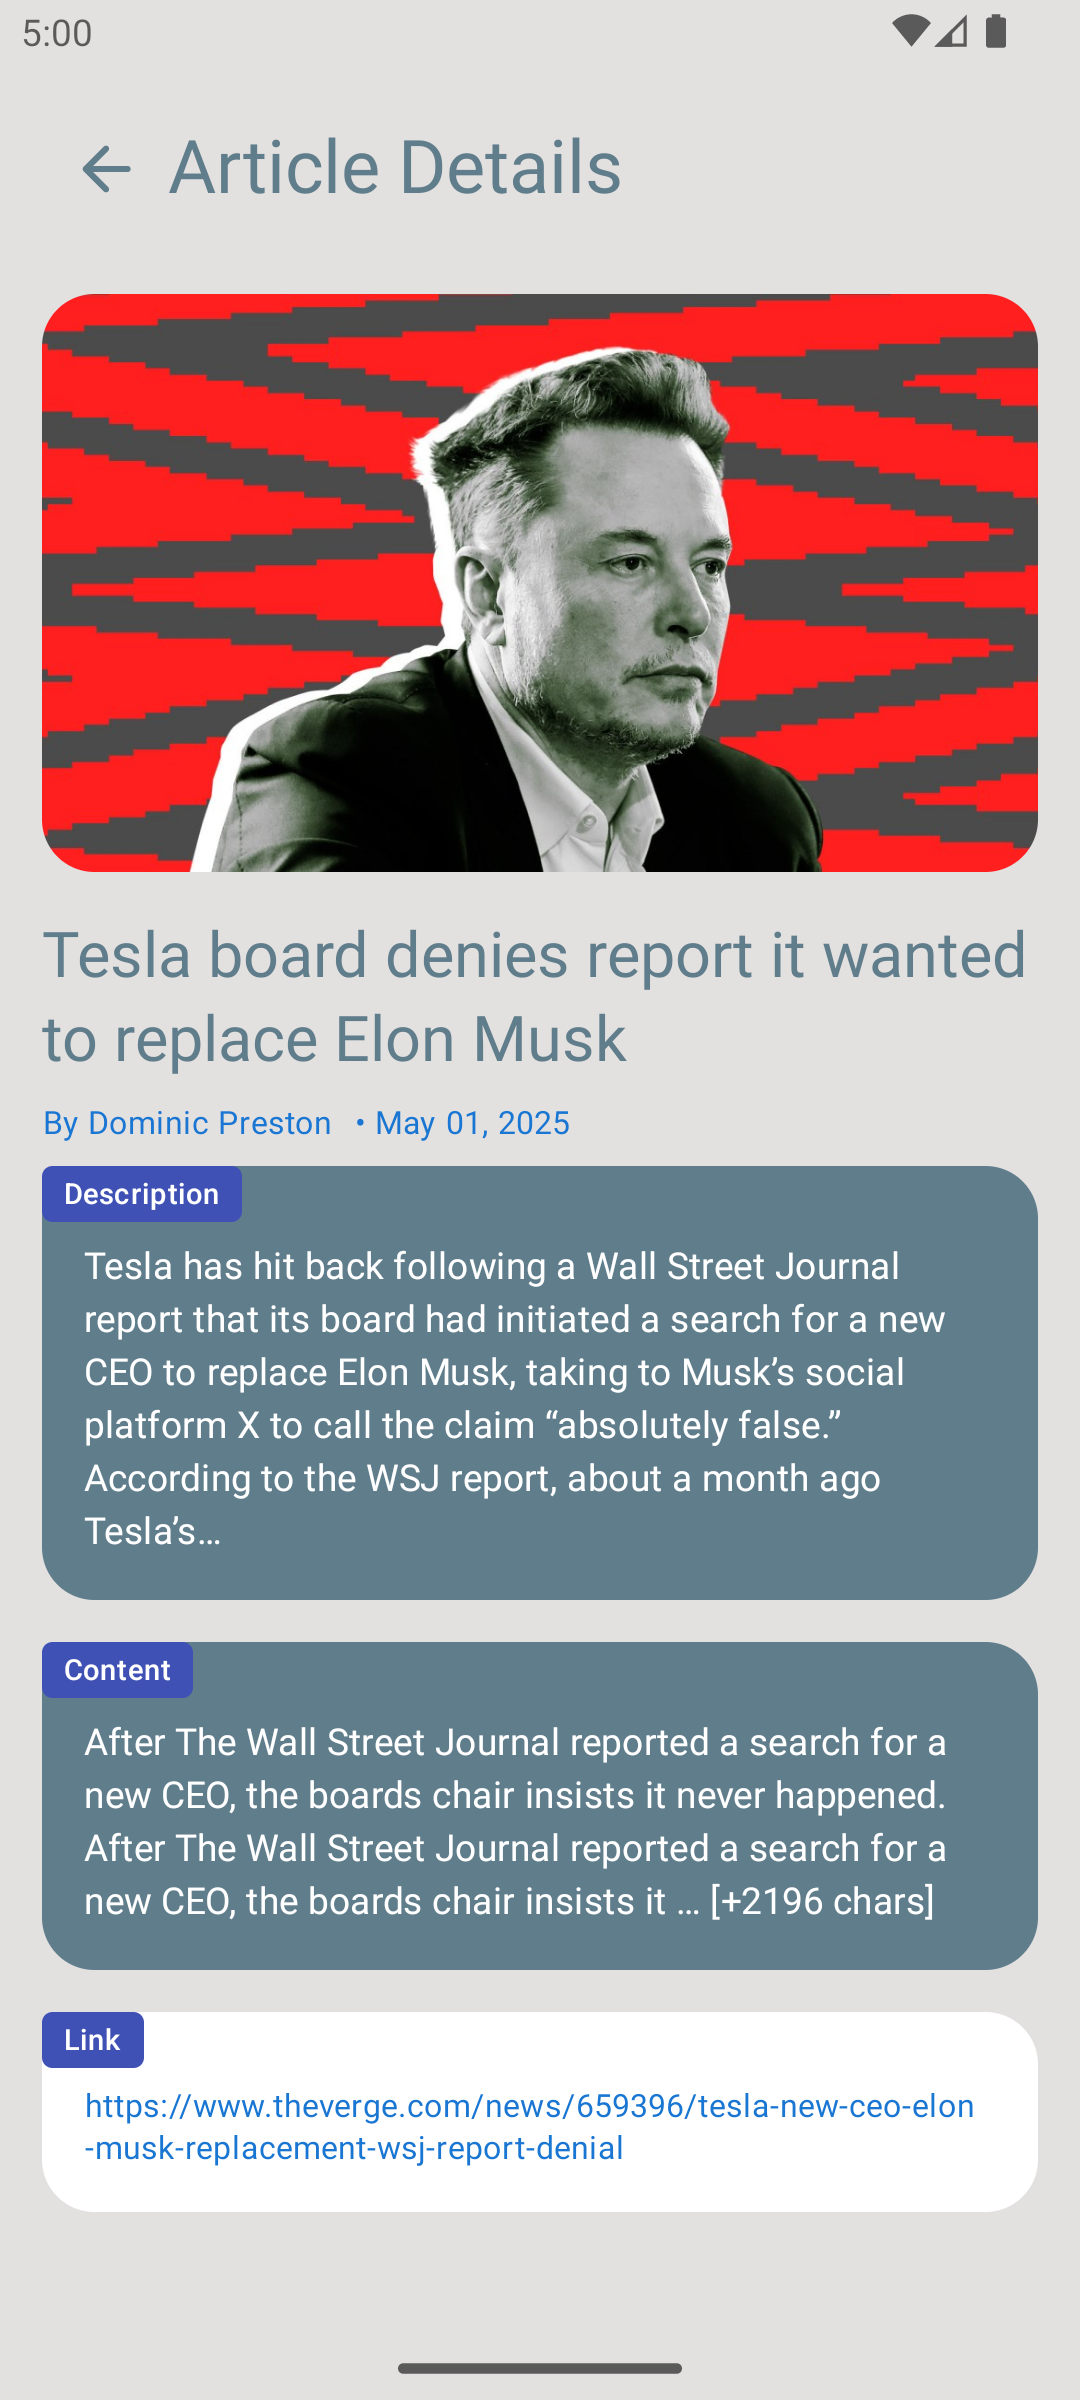 5:00
Article Details
Tesla board denies report it wanted
to replace Elon Musk
By Dominic Preston • May 01, 2025
Description
Tesla has hit back following a Wall Street Journal
report that its board had initiated a search for a new
CEO to replace Elon Musk, taking to Musk’s social
platform X to call the claim “absolutely false.”
According to the WSJ report, about a month ago
Tesla’s…
Content
After The Wall Street Journal reported a search for a
new CEO, the boards chair insists it never happened.
After The Wall Street Journal reported a search for a
new CEO, the boards chair insists it … [+2196 chars]
Link
https://www.theverge.com/news/659396/tesla-new-ceo-elon
-musk-replacement-wsj-report-denial